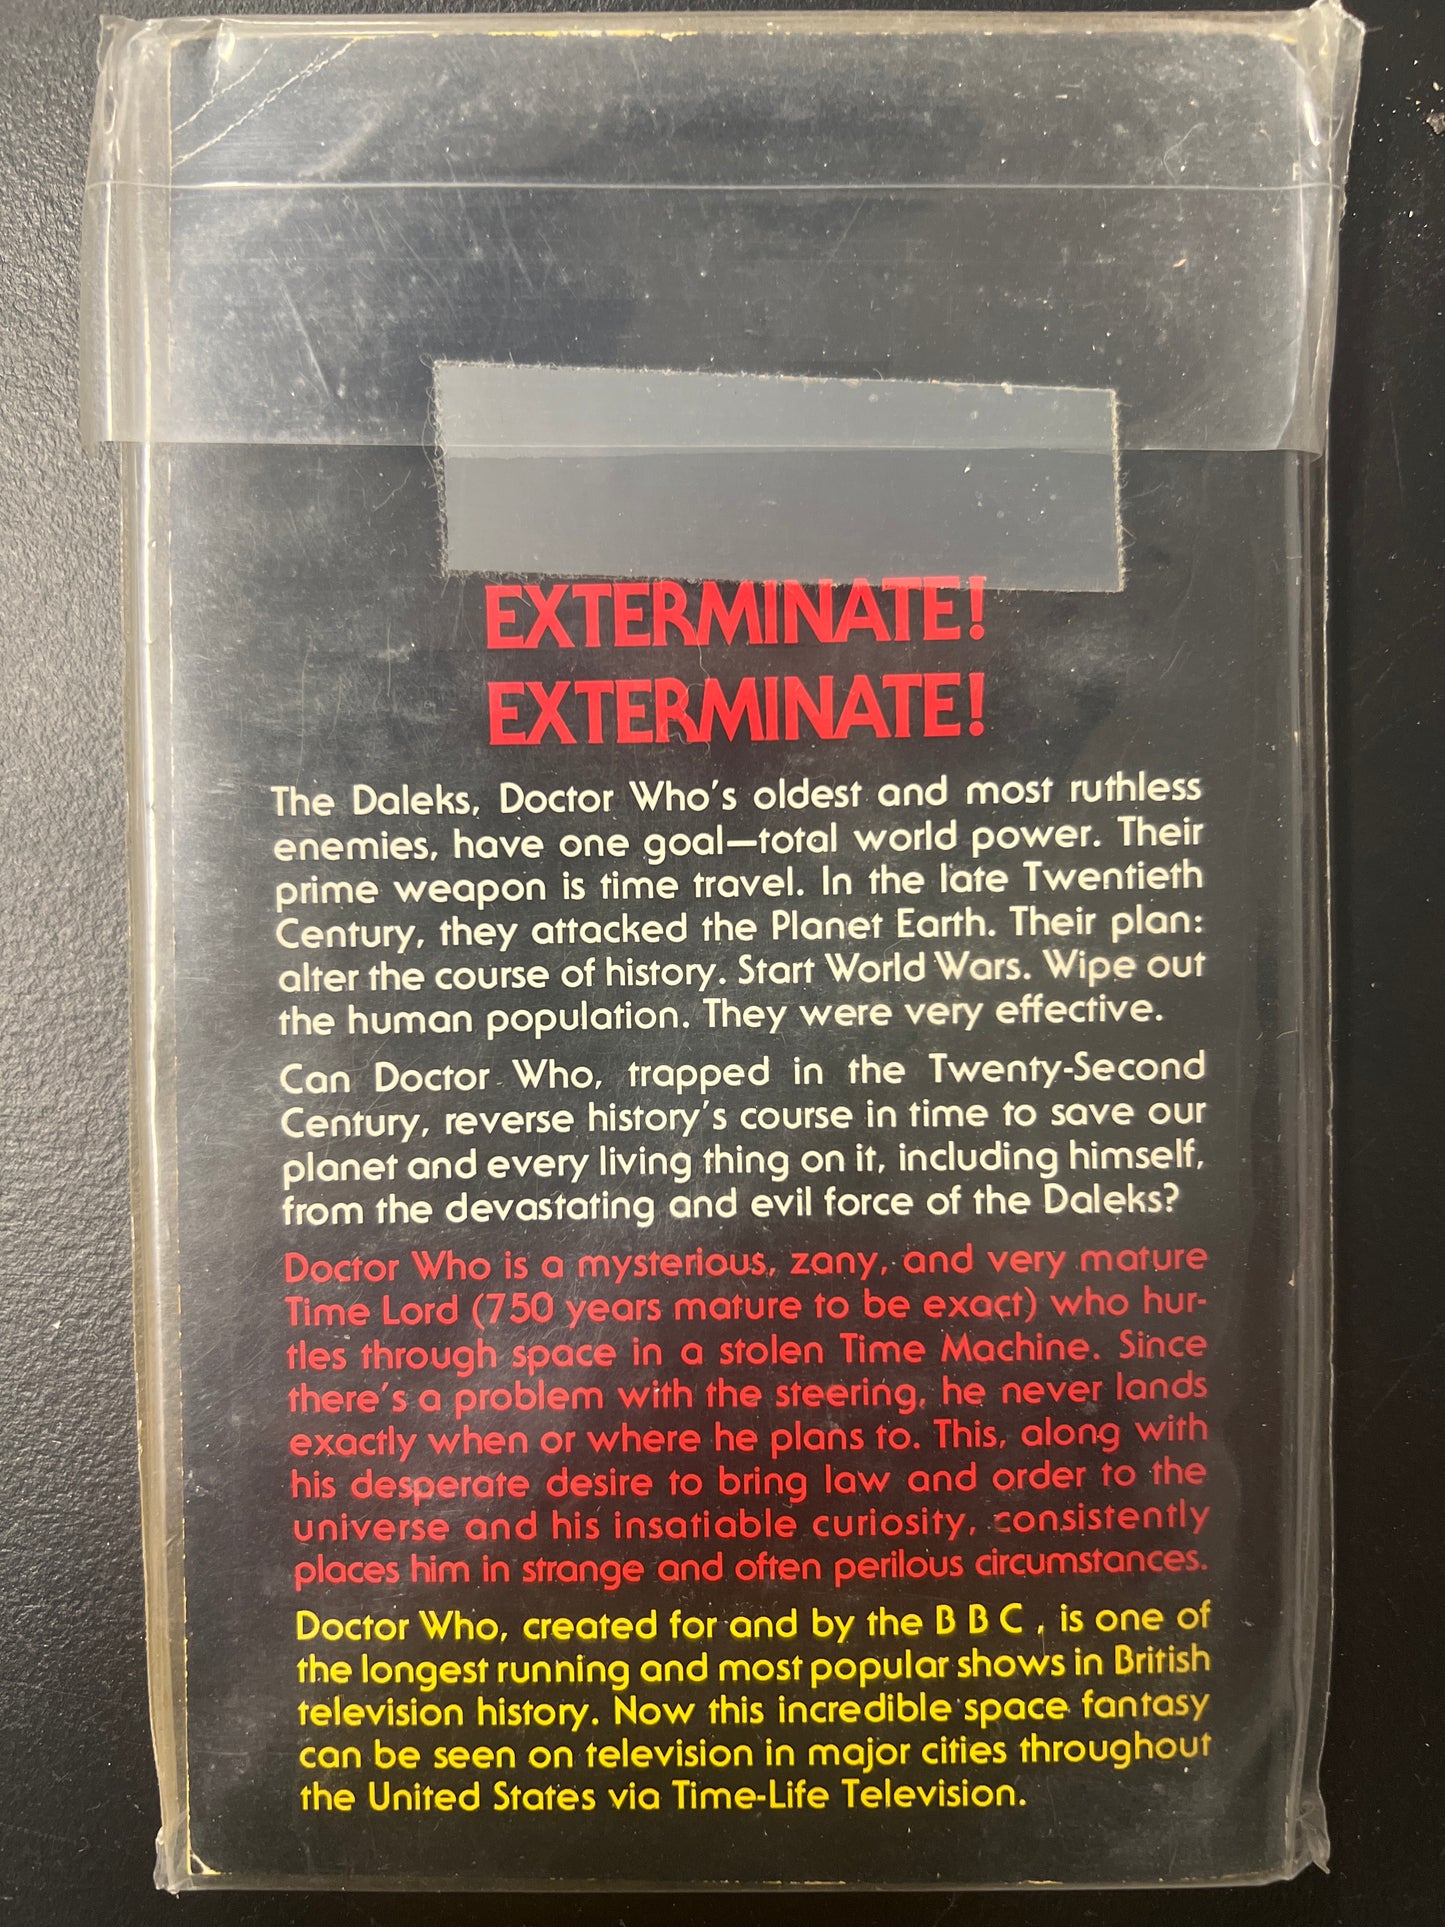 EXTERMINATE!
EXTERMINATE!
The Daleks, Doctor Who's oldest and most ruthless
enemies, have one goal—total world power. Their
prime weapon is time travel. In the late Twentieth
Century, they attacked the Planet Earth. Their plan:
alter the course of history. Start World Wars. Wipe out
the human population. They were very effective.
Can Doctor Who, trapped in the Twenty-Second
Century, reverse history's course in time to save our
planet and every living thing on it, including himself,
from the devastating and evil force of the Daleks?
Doctor Who is a mysterious, zany, and very mature
Time Lord (750 years mature to be exact) who hur-
tles through space in a stolen Time Machine. Since
there's a problem with the steering, he never lands
exactly when or where he plans to. This, along with
his desperate desire to bring law and order to the
universe and his insatiable curiosity, consistently
places him in strange and often perilous circumstances.
Doctor Who, created for and by the B B C , is one of
the longest running and most popular shows in British
television history. Now this incredible space fantasy
can be seen on television in major cities throughout
the United States via Time-Life Television.